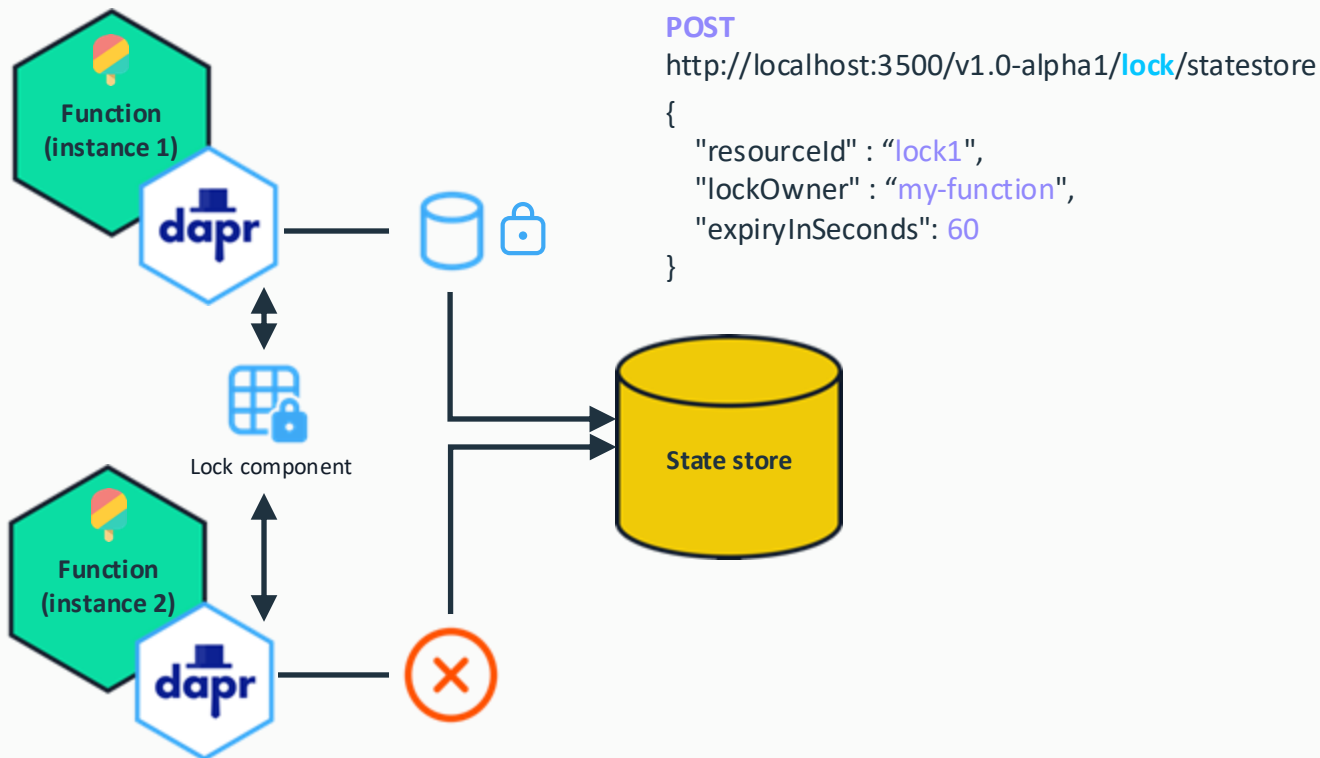 POST
http://localhost:3500/v1.0-alpha1/lock/statestore
{
"resourceId" : “lock1",
"lockOwner" : “my-function",
"expiryInSeconds": 60
}
Function
(instance 1)
dapr
Lock component
State store
Function
(instance 2)
dapr